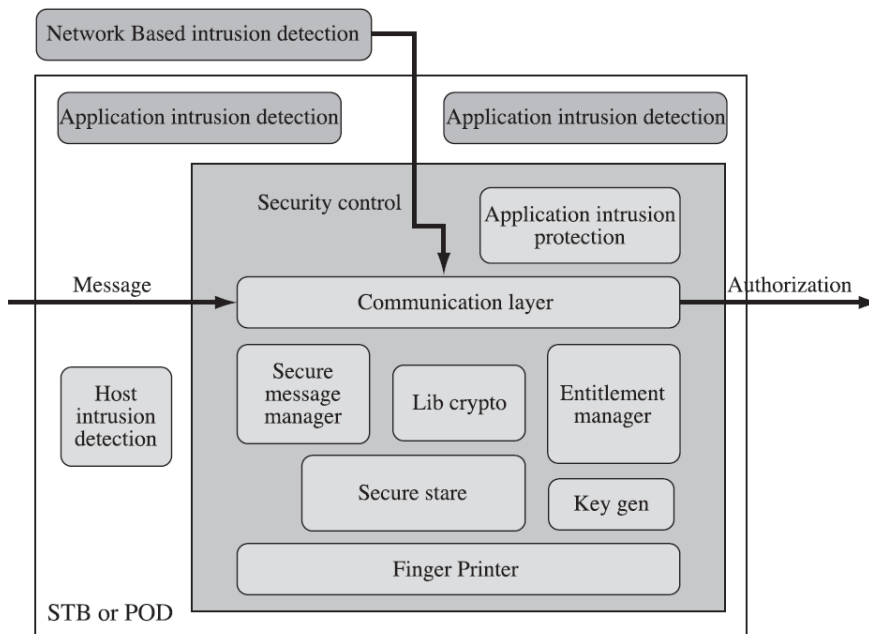 Network Based intrusion detection
Application intrusion detection
Application intrusion detection
Security control
Application intrusion
protection
Message
Communication layer
Authorization
Host
intrusion
detection
Secure
message
manager
Lib crypto
Entitlement
manager
Secure stare
Key gen
Finger Printer
STB or POD